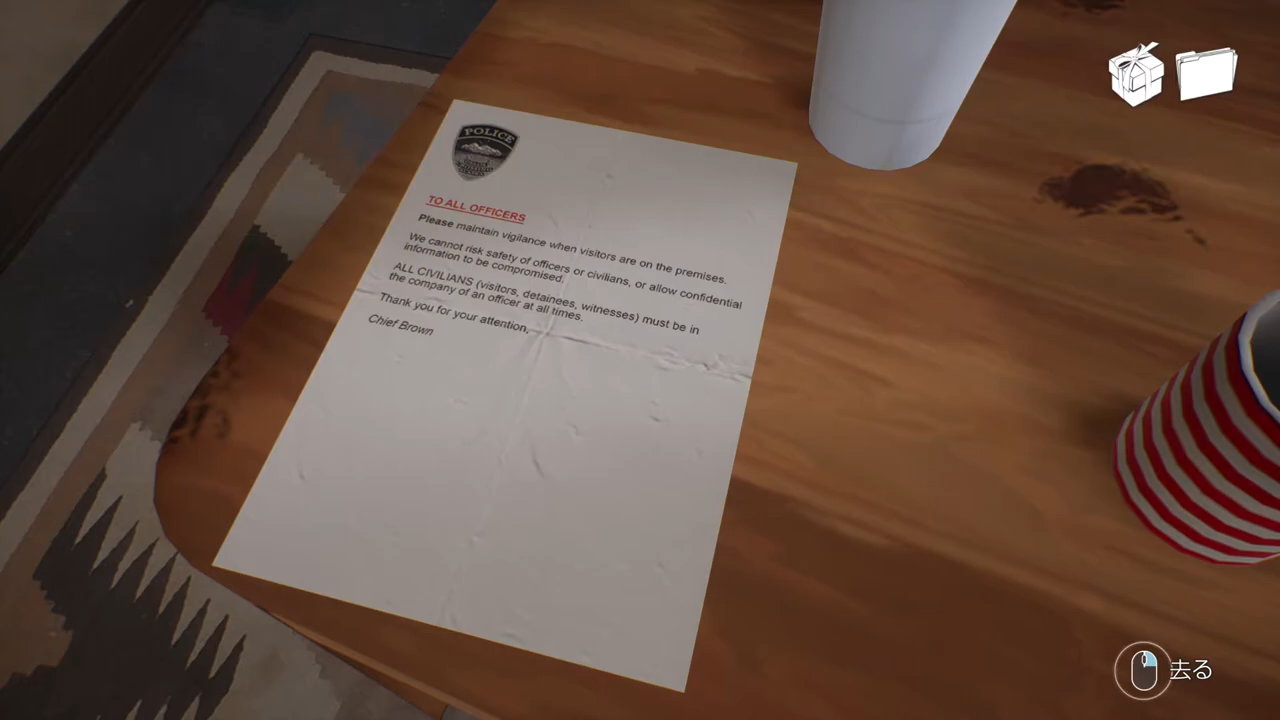 POLICE
TO ALL OFFICERS
Please maintain vigilance when visitors are on the premises.
We cannot risk safety of officers or civilians, or allow confidential
information to be compromised.
ALL CIVILIANS (visitors, detainees, witnesses) must be in
the company of an officer at all times.
Thank you for your attention,
Chief Brown
去る